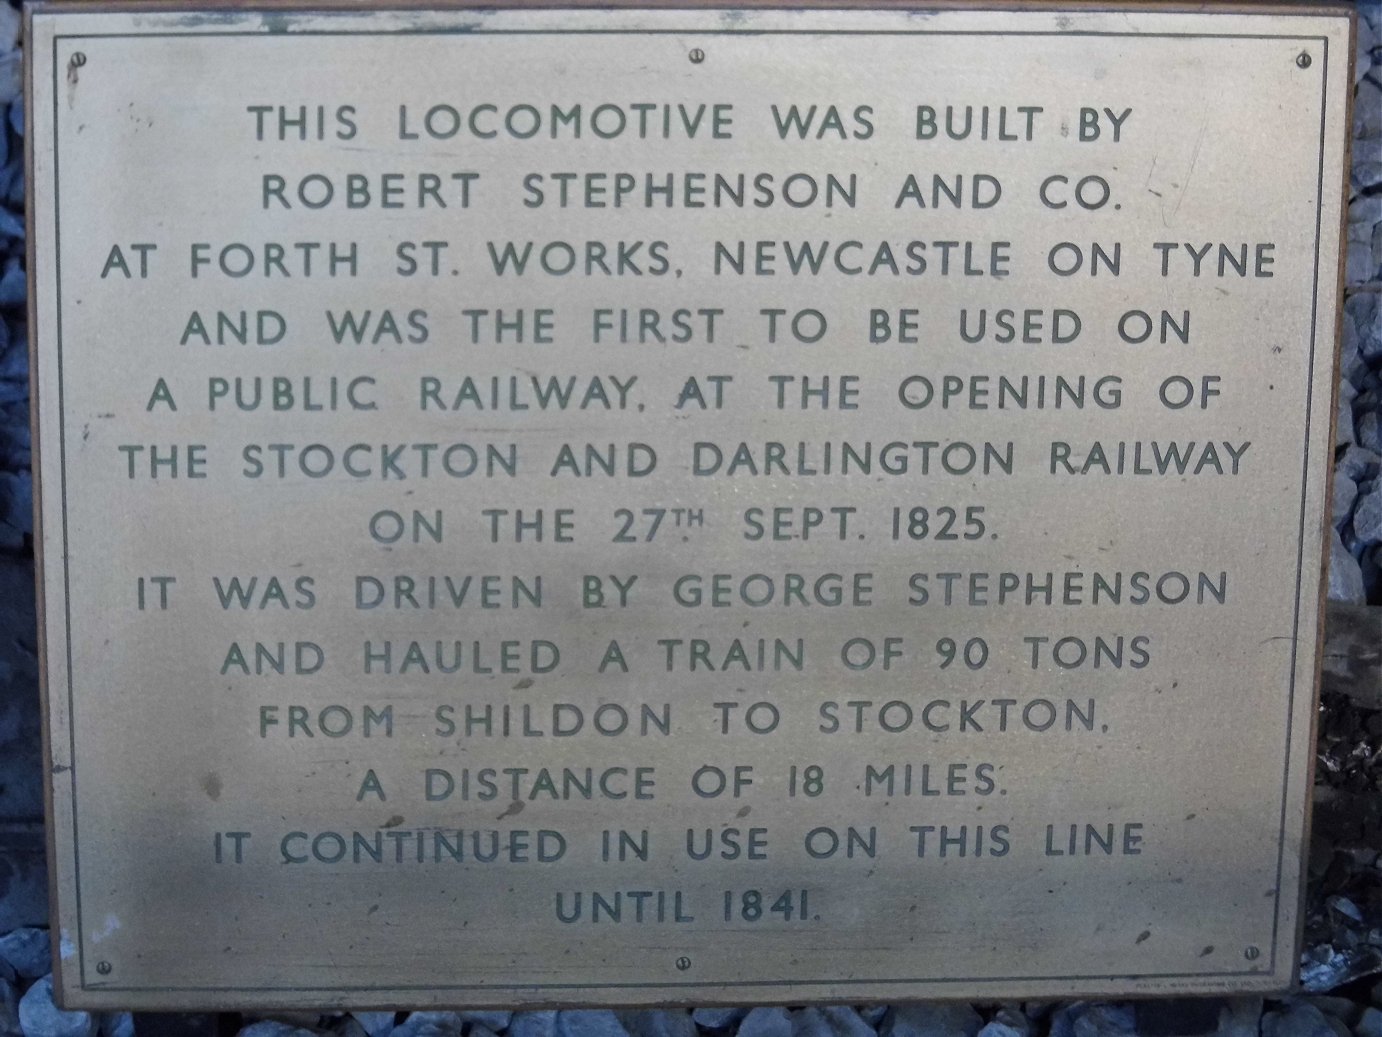 THIS LOCOMOTIVE WAS BUILT BY
ROBERT STEPHENSON AND CO.
AT FORTH ST. WORKS, NEWCASTLE ON TYNE
AND WAS THE FIRST TO BE USED ON
A PUBLIC RAILWAY, AT THE OPENING OF
THE STOCKTON AND DARLINGTON RAILWAY
ON THE 27TH SEPT. 1825.
IT WAS DRIVEN BY GEORGE STEPHENSON
AND HAULED A TRAIN OF 90 TONS
FROM SHILDON TO STOCKTON,
A DISTANCE OF 18 MILES.
IT CONTINUED IN USE ON THIS LINE
UNTIL 1841.